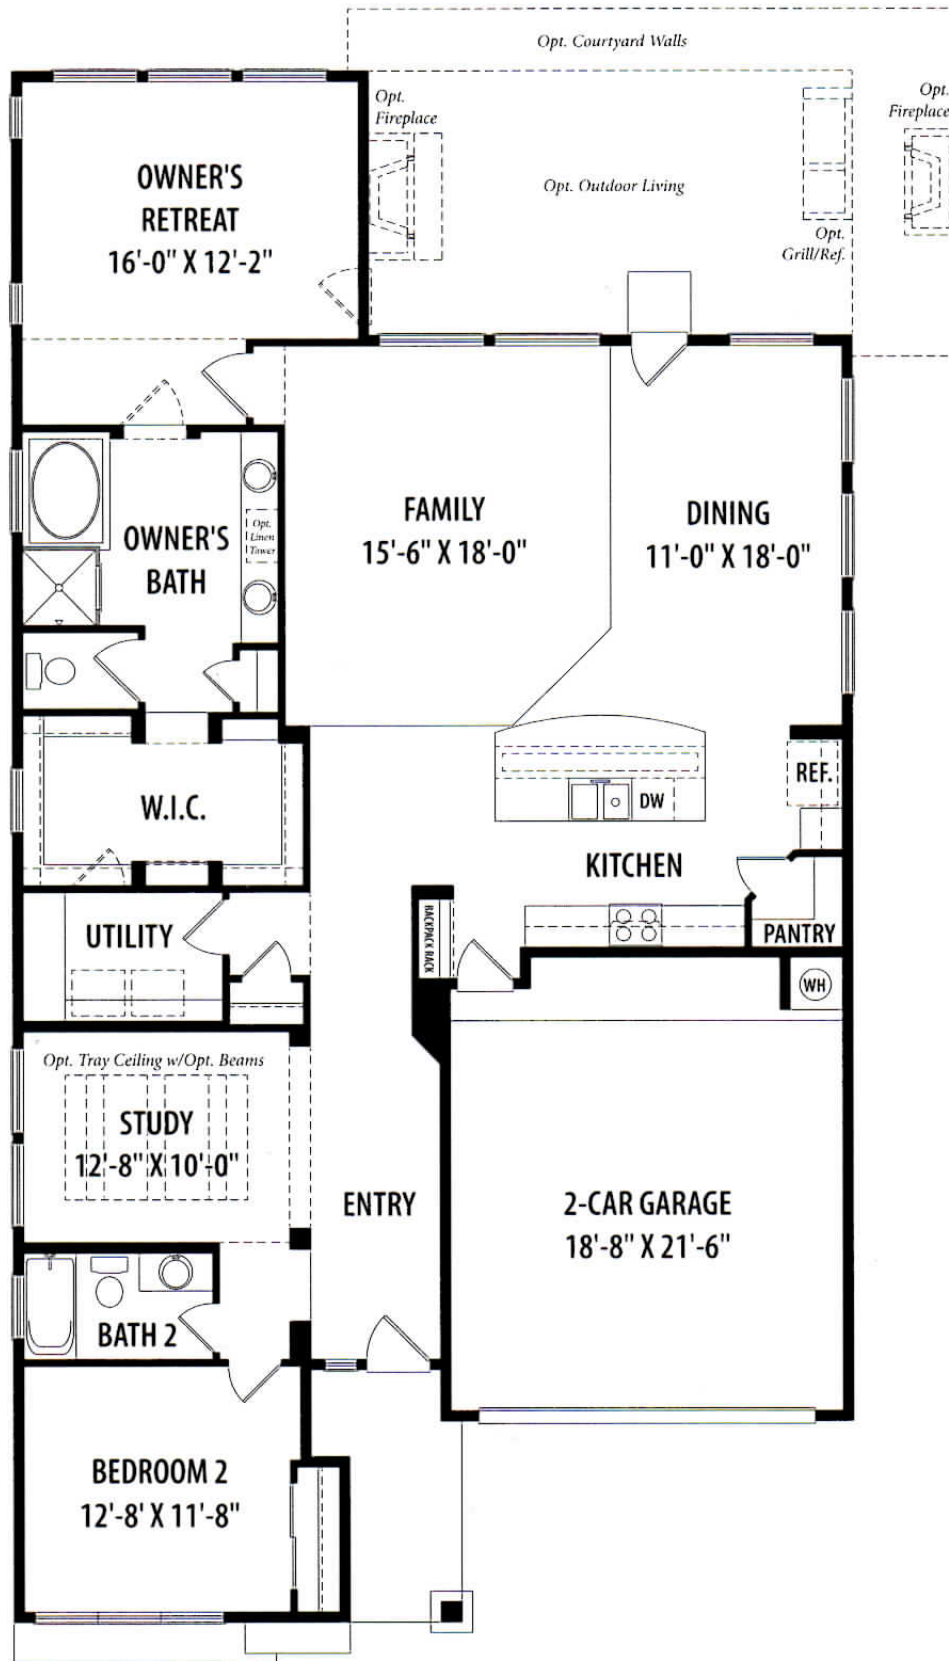 Opt. Courtyard Walls
Opt.
Fireplace
Opt.
Fireplace
OWNER'S
RETREAT
16'-0" X 12'-2"
Opt. Outdoor Living
Opt.
Grill/Ref.
FAMILY
15'-6" X 18'-0"
DINING
11'-0" X 18'-0"
OWNER'S
BATH
Opt.
Linen
Tower
W.I.C.
REF.
DW
KITCHEN
PANTRY
BACKPACK RACK
UTILITY
WH
Opt. Tray Ceiling w/Opt. Beams
STUDY
12'-8" X 10'-0"
ENTRY
2-CAR GARAGE
18'-8" X 21'-6"
BATH 2
BEDROOM 2
12'-8' X 11'-8"